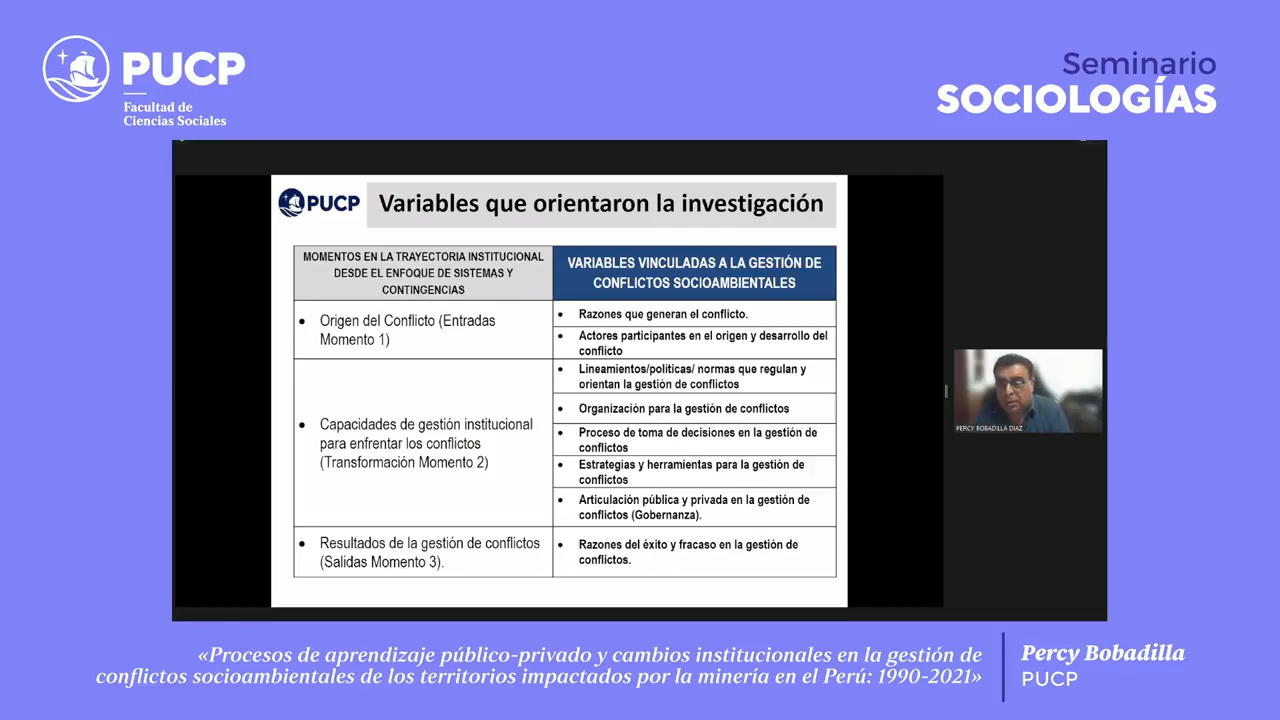 PUCP
Facultad de
Ciencias Sociales
Seminario
SOCIOLOGÍAS
PUCP
Variables que orientaron la investigación
MOMENTOS EN LA TRAYECTORIA INSTITUCIONAL
DESDE EL ENFOQUE DE SISTEMAS Y
CONTINGENCIAS
VARIABLES VINCULADAS A LA GESTIÓN DE
CONFLICTOS SOCIOAMBIENTALES
• Origen del Conflicto (Entradas
Momento 1)
• Razones que generan el conflicto.
• Actores participantes en el origen y desarrollo del
conflicto
• Capacidades de gestión institucional
para enfrentar los conflictos
(Transformación Momento 2)
• Lineamientos/políticas/ normas que regulan y
orientan la gestión de conflictos
• Organización para la gestión de conflictos
• Proceso de toma de decisiones en la gestión de
conflictos
• Estrategias y herramientas para la gestión de
conflictos
• Articulación pública y privada en la gestión de
conflictos (Gobernanza).
• Resultados de la gestión de conflictos
(Salidas Momento 3).
• Razones del éxito y fracaso en la gestión de
conflictos.
PERCY BOBADILLA DIAZ
«Procesos de aprendizaje público-privado y cambios institucionales en la gestión de
conflictos socioambientales de los territorios impactados por la minería en el Perú: 1990-2021»
Percy Bobadilla
PUCP